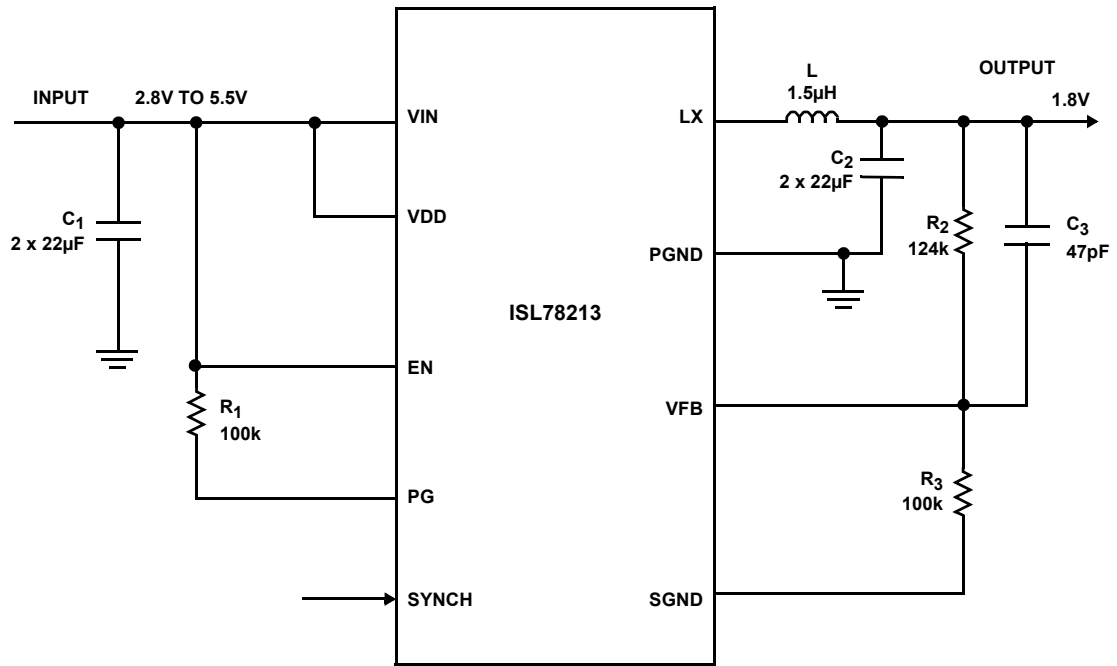 INPUT
2.8V TO 5.5V
C1
2 x 22µF
R1
100k
VIN
VDD
EN
PG
SYNCH
ISL78213
LX
PGND
VFB
SGND
L
1.5µH
OUTPUT
1.8V
C2
2 x 22µF
R2
124k
C3
47pF
R3
100k